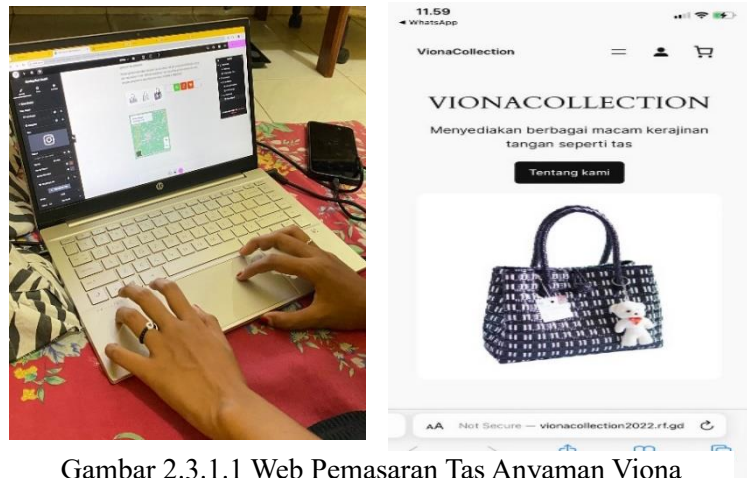 11.59
WhatsApp
VionaCollection
VIONACOLLECTION
Menyediakan berbagai macam kerajinan
tangan seperti tas
Tentang kami
AA Not Secure — vionacollection2022.rf.gd
hp
Gambar 2.3.1.1 Web Pemasaran Tas Anyaman Viona